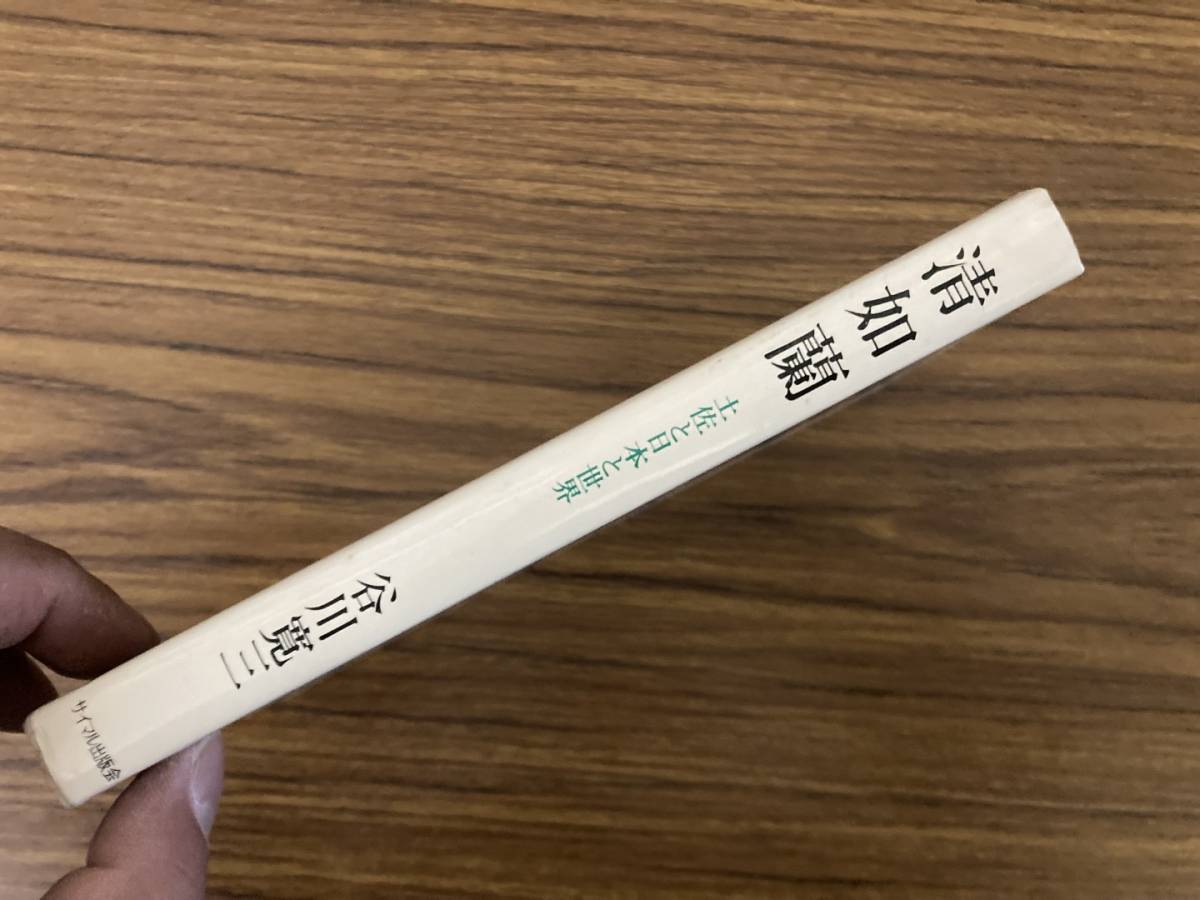 清如蘭
土佐と日本と世界
谷川寛三
サイマル出版会